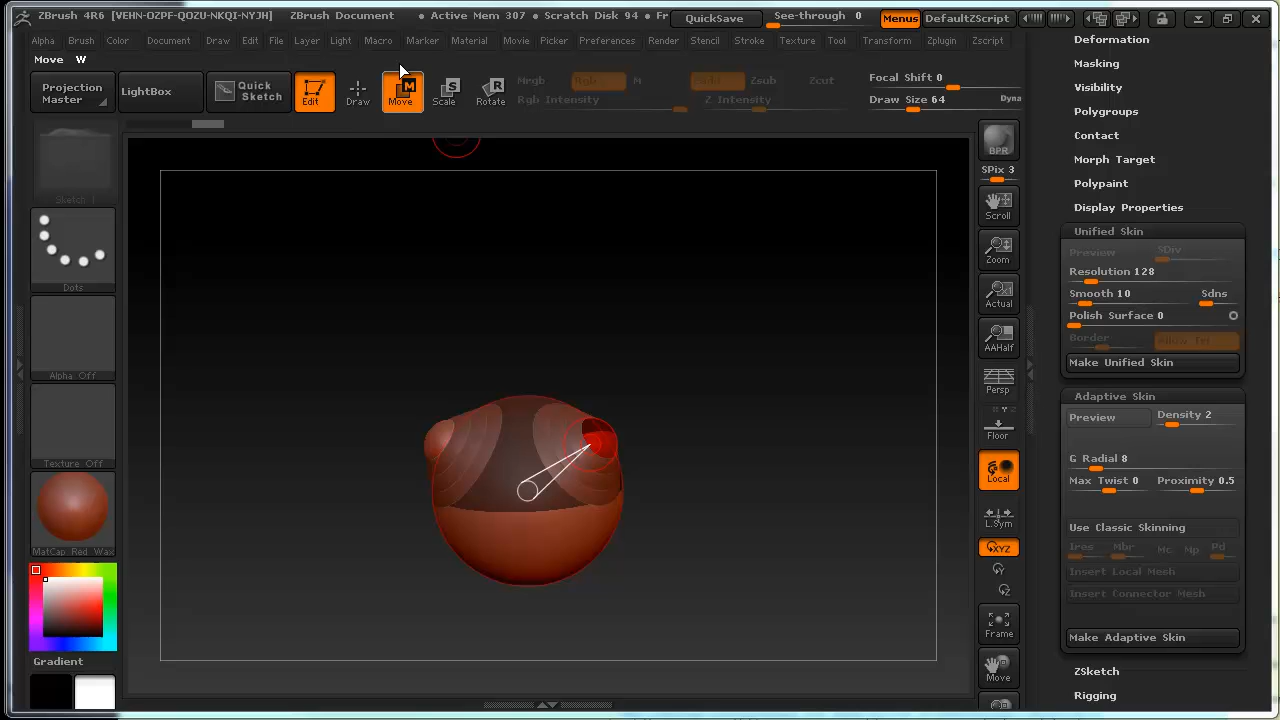 ZBrush 4R6 [VEHN-OZPF-QOZU-NKQI-NYJH] ZBrush Document • Active Mem 307 • Scratch Disk 94 • Fr QuickSave See-through 0 Menus DefaultZScript
Alpha Brush Color Document Draw Edit File Layer Light Macro Marker Material Movie Picker Preferences Render Stencil Stroke Texture Tool Transform Zplugin Zscript
Move W
Projection Master
LightBox
Quick Sketch
Edit
Draw
M
Move
S
Scale
R
Rotate
Mrgb Rgb M Zadd Zsub Zcut
Rgb Intensity Z Intensity
Focal Shift 0
Draw Size 64 Dyna
Dots
Alpha Off
Texture Off
MatCap Red Wax
Gradient
BPR
SPix 3
Scroll
Zoom
Actual
AAHalf
Persp
Floor
Local
L.Sym
XYZ
Y
Z
Frame
Move
Deformation
Masking
Visibility
Polygroups
Contact
Morph Target
Polypaint
Display Properties
Unified Skin
Preview SDiv
Resolution 128
Smooth 10 Sdns
Polish Surface 0
Border
Make Unified Skin
Adaptive Skin
Preview Density 2
G Radial 8
Max Twist 0 Proximity 0.5
Use Classic Skinning
Ires Mbr Mc Mp Pd
Insert Local Mesh
Insert Connector Mesh
Make Adaptive Skin
ZSketch
Rigging